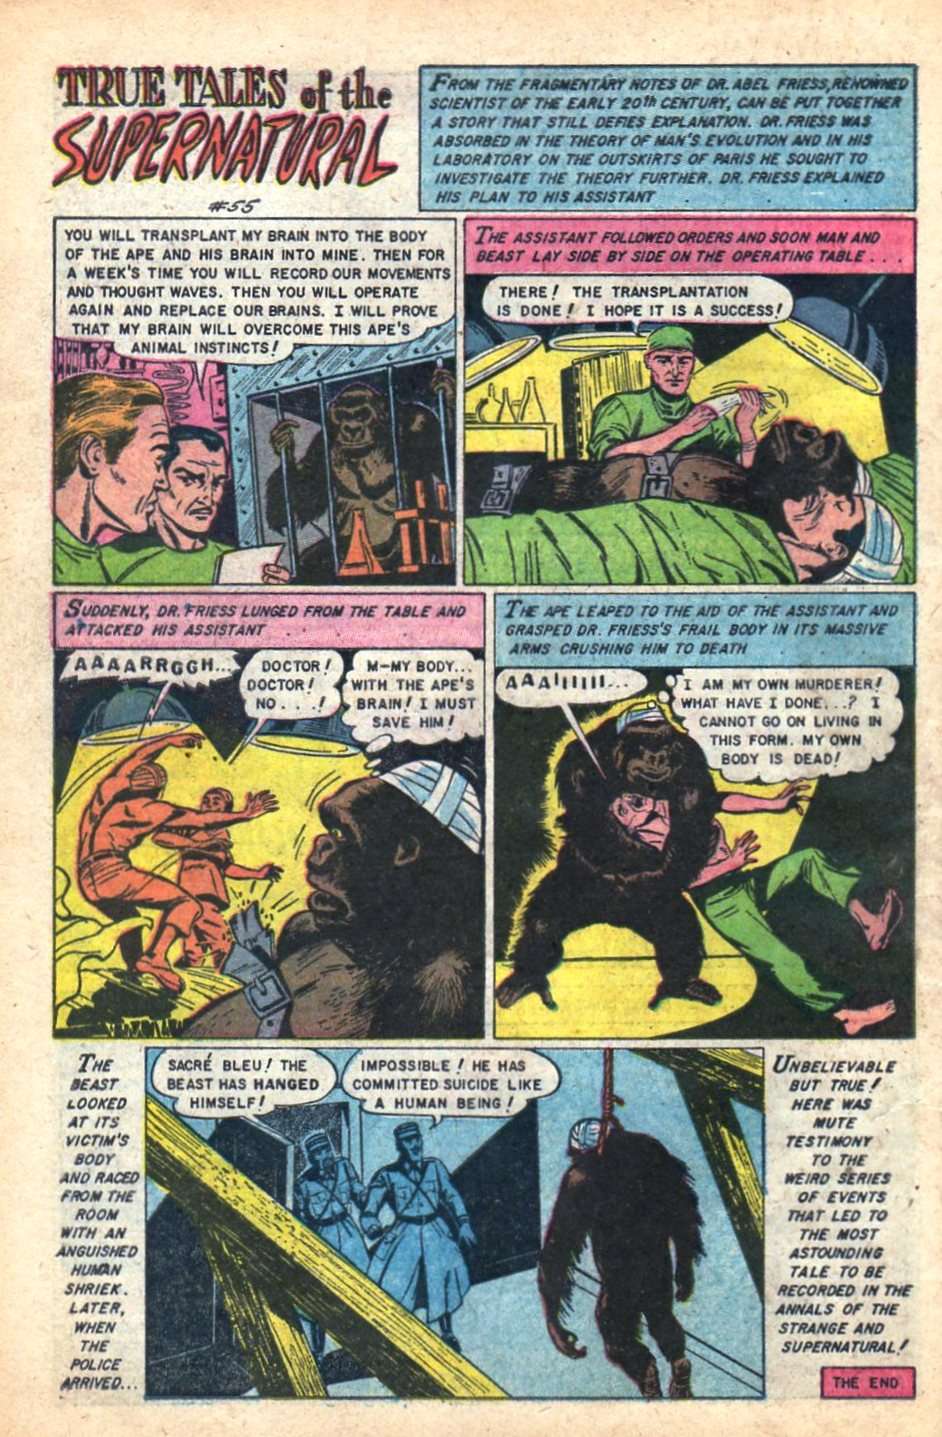 TRUE TALES of the
SUPERNATURAL
#55
FROM THE FRAGMENTARY NOTES OF DR. ABEL FRIESS, RENOWNED
SCIENTIST OF THE EARLY 20th CENTURY, CAN BE PUT TOGETHER
A STORY THAT STILL DEFIES EXPLANATION. DR. FRIESS WAS
ABSORBED IN THE THEORY OF MAN'S EVOLUTION AND IN HIS
LABORATORY ON THE OUTSKIRTS OF PARIS HE SOUGHT TO
INVESTIGATE THE THEORY FURTHER. DR. FRIESS EXPLAINED
HIS PLAN TO HIS ASSISTANT . . . .
YOU WILL TRANSPLANT MY BRAIN INTO THE BODY
OF THE APE AND HIS BRAIN INTO MINE. THEN FOR
A WEEK'S TIME YOU WILL RECORD OUR MOVEMENTS
AND THOUGHT WAVES. THEN YOU WILL OPERATE
AGAIN AND REPLACE OUR BRAINS. I WILL PROVE
THAT MY BRAIN WILL OVERCOME THIS APE'S
ANIMAL INSTINCTS!
THE ASSISTANT FOLLOWED ORDERS AND SOON MAN AND
BEAST LAY SIDE BY SIDE ON THE OPERATING TABLE . . .
THERE! THE TRANSPLANTATION
IS DONE! I HOPE IT IS A SUCCESS!
SUDDENLY, DR. FRIESS LUNGED FROM THE TABLE AND
ATTACKED HIS ASSISTANT . . . .
AAAARRGGH...
DOCTOR!
DOCTOR!
NO. . .!
M-MY BODY...
WITH THE APE'S
BRAIN! I MUST
SAVE HIM!
THE APE LEAPED TO THE AID OF THE ASSISTANT AND
GRASPED DR. FRIESS'S FRAIL BODY IN ITS MASSIVE
ARMS CRUSHING HIM TO DEATH . . . .
AAAIIIIII...
I AM MY OWN MURDERER!
WHAT HAVE I DONE...? I
CANNOT GO ON LIVING IN
THIS FORM. MY OWN
BODY IS DEAD!
THE
BEAST
LOOKED
AT ITS
VICTIM'S
BODY
AND RACED
FROM THE
ROOM
WITH AN
ANGUISHED
HUMAN
SHRIEK.
LATER,
WHEN
THE
POLICE
ARRIVED...
SACRÉ BLEU! THE
BEAST HAS HANGED
HIMSELF!
IMPOSSIBLE! HE HAS
COMMITTED SUICIDE LIKE
A HUMAN BEING!
UNBELIEVABLE
BUT TRUE!
HERE WAS
MUTE
TESTIMONY
TO THE
WEIRD SERIES
OF EVENTS
THAT LED TO
THE MOST
ASTOUNDING
TALE TO BE
RECORDED IN THE
ANNALS OF THE
STRANGE AND
SUPERNATURAL!
THE END